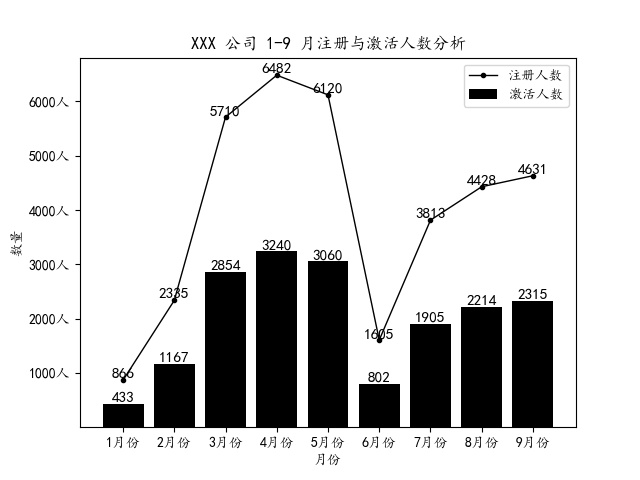 XXX 公司 1-9 月注册与激活人数分析
注册人数
激活人数
数量
6000人
5000人
4000人
3000人
2000人
1000人
866
2335
5710
6482
6120
1605
3813
4428
4631
433
1167
2854
3240
3060
802
1905
2214
2315
1月份 2月份 3月份 4月份 5月份 6月份 7月份 8月份 9月份
月份